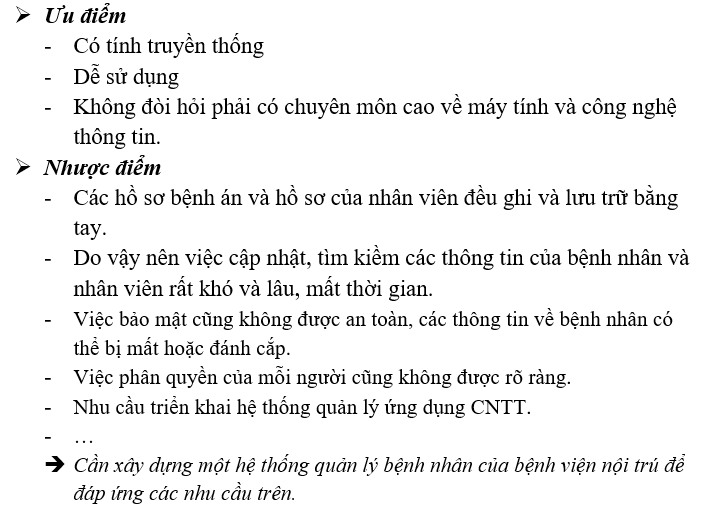 ➢ Ưu điểm
- Có tính truyền thống
- Dễ sử dụng
- Không đòi hỏi phải có chuyên môn cao về máy tính và công nghệ
thông tin.
➢ Nhược điểm
- Các hồ sơ bệnh án và hồ sơ của nhân viên đều ghi và lưu trữ bằng
tay.
- Do vậy nên việc cập nhật, tìm kiềm các thông tin của bệnh nhân và
nhân viên rất khó và lâu, mất thời gian.
- Việc bảo mật cũng không được an toàn, các thông tin về bệnh nhân có
thể bị mất hoặc đánh cắp.
- Việc phân quyền của mỗi người cũng không được rõ ràng.
- Nhu cầu triển khai hệ thống quản lý ứng dụng CNTT.
- …
➔ Cần xây dựng một hệ thống quản lý bệnh nhân của bệnh viện nội trú để
đáp ứng các nhu cầu trên.